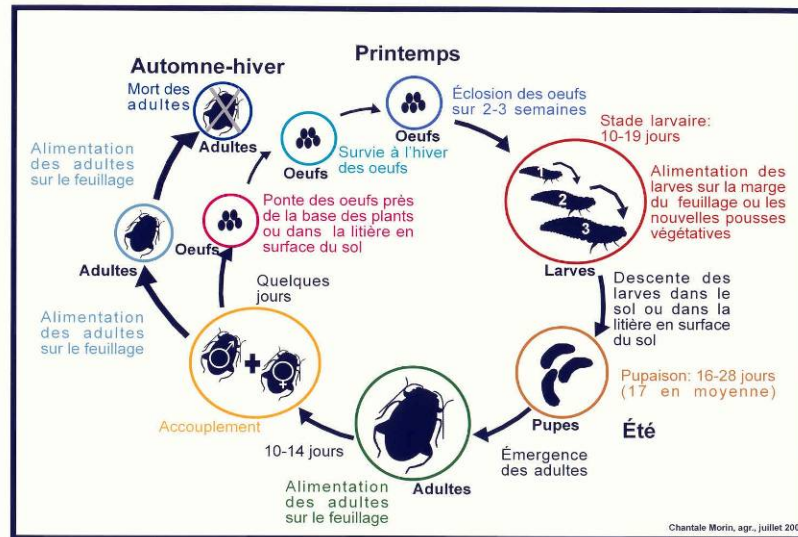 Printemps
Automne-hiver
Mort des
adultes
Adultes
Oeufs
Éclosion des oeufs
sur 2-3 semaines
Stade larvaire:
10-19 jours
Alimentation
des adultes
sur le feuillage
Oeufs
Survie à l'hiver
des oeufs
1
2
3
Larves
Alimentation des
larves sur la marge
du feuillage ou les
nouvelles pousses
végétatives
Adultes
Oeufs
Ponte des oeufs près
de la base des plants
ou dans la litière en
surface du sol
Quelques
jours
Descente des
larves dans le
sol ou dans la
litière en surface
du sol
Alimentation
des adultes
sur le feuillage
♂ + ♀
Accouplement
Pupaison: 16-28 jours
(17 en moyenne)
Pupes
Été
10-14 jours
Émergence
des adultes
Adultes
Alimentation
des adultes
sur le feuillage
Chantale Morin, agr., juillet 200